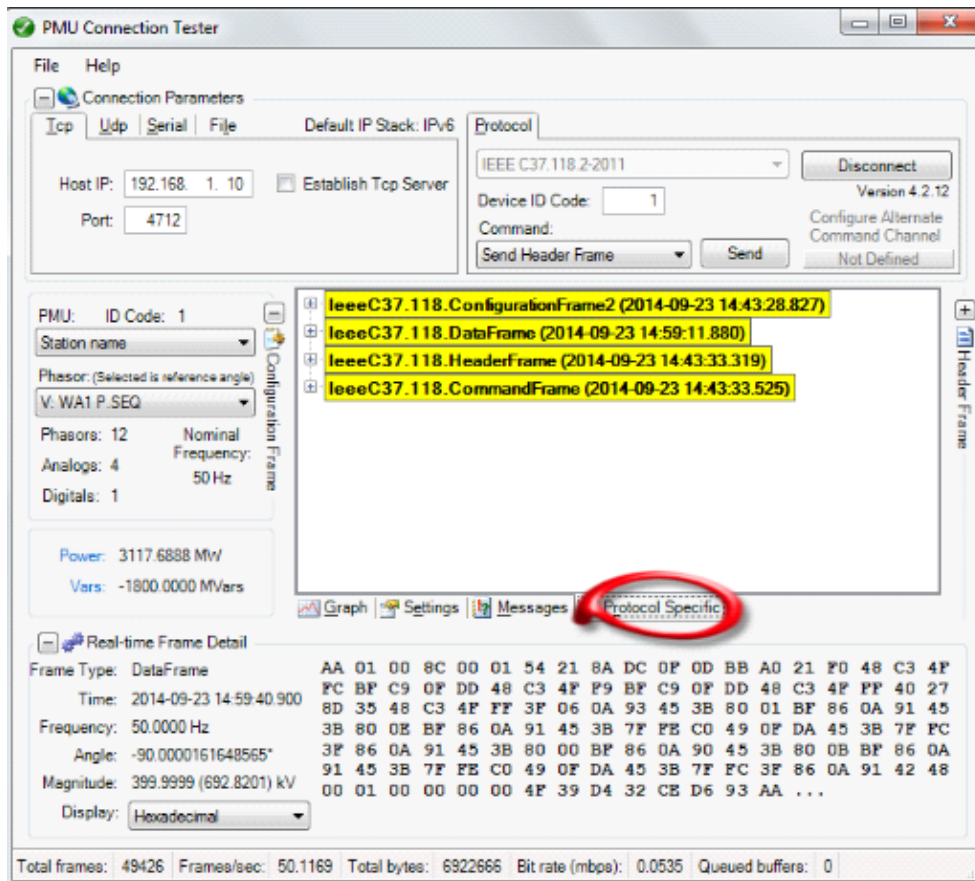 PMU Connection Tester
File Help
Connection Parameters
Tcp Udp Serial File Default IP Stack: IPv6
Host IP: 192.168. 1. 10
Establish Tcp Server
Port: 4712
Protocol
IEEE C37.118.2-2011
Disconnect
Device ID Code: 1
Version 4.2.12
Command:
Configure Alternate
Command Channel
Send Header Frame
Send
Not Defined
PMU: ID Code: 1
Station name
Phasor: (Selected is reference angle)
V: WA1 P.SEQ
Phasors: 12
Nominal
Frequency:
50 Hz
Analogs: 4
Digitals: 1
Configuration Frame
Power: 3117.6888 MW
Vars: -1800.0000 MVars
IeeeC37.118.ConfigurationFrame2 (2014-09-23 14:43:28.827)
IeeeC37.118.DataFrame (2014-09-23 14:59:11.880)
IeeeC37.118.HeaderFrame (2014-09-23 14:43:33.319)
IeeeC37.118.CommandFrame (2014-09-23 14:43:33.525)
Header Frame
Graph Settings Messages Protocol Specific
Real-time Frame Detail
Frame Type: DataFrame
Time: 2014-09-23 14:59:40.900
Frequency: 50.0000 Hz
Angle: -90.0000161648565°
Magnitude: 399.9999 (692.8201) kV
Display: Hexadecimal
AA 01 00 8C 00 01 54 21 8A DC 0F 0D BB A0 21 F0 48 C3 4F
FC BF C9 0F DD 48 C3 4F F9 BF C9 0F DD 48 C3 4F FF 40 27
8D 35 48 C3 4F FF 3F 06 0A 93 45 3B 80 01 BF 86 0A 91 45
3B 80 0E BF 86 0A 91 45 3B 7F FE C0 49 0F DA 45 3B 7F FC
3F 86 0A 91 45 3B 80 00 BF 86 0A 90 45 3B 80 0B BF 86 0A
91 45 3B 7F FE C0 49 0F DA 45 3B 7F FC 3F 86 0A 91 42 48
00 01 00 00 00 00 4F 39 D4 32 CE D6 93 AA ...
Total frames: 49426 Frames/sec: 50.1169 Total bytes: 6922666 Bit rate (mbps): 0.0535 Queued buffers: 0